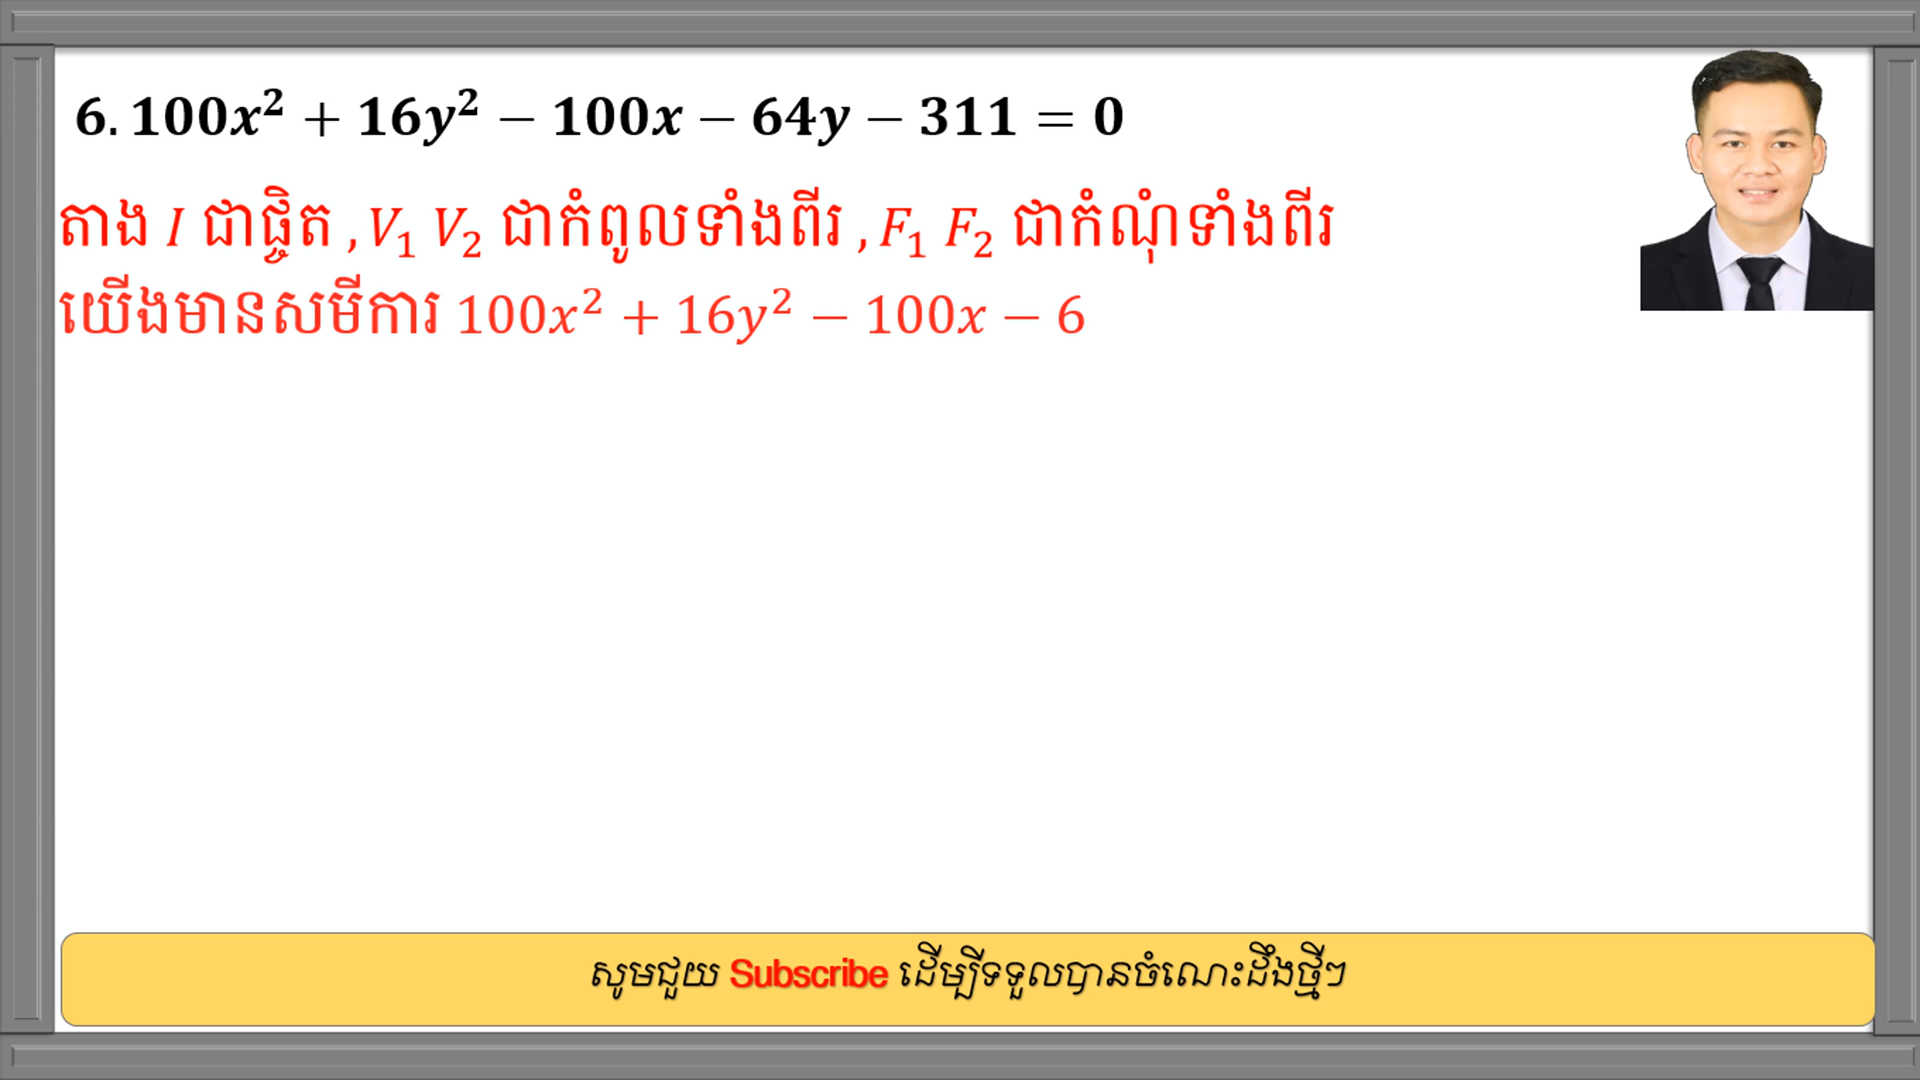 6. 100x² + 16y² − 100x − 64y − 311 = 0
តាង I ជាផ្ចិត , V₁ V₂ ជាកំពូលទាំងពីរ , F₁ F₂ ជាកំណុំទាំងពីរ
យើងមានសមីការ 100x² + 16y² − 100x − 6
សូមជួយ Subscribe ដើម្បីទទួលបានចំណេះដឹងថ្មីៗ